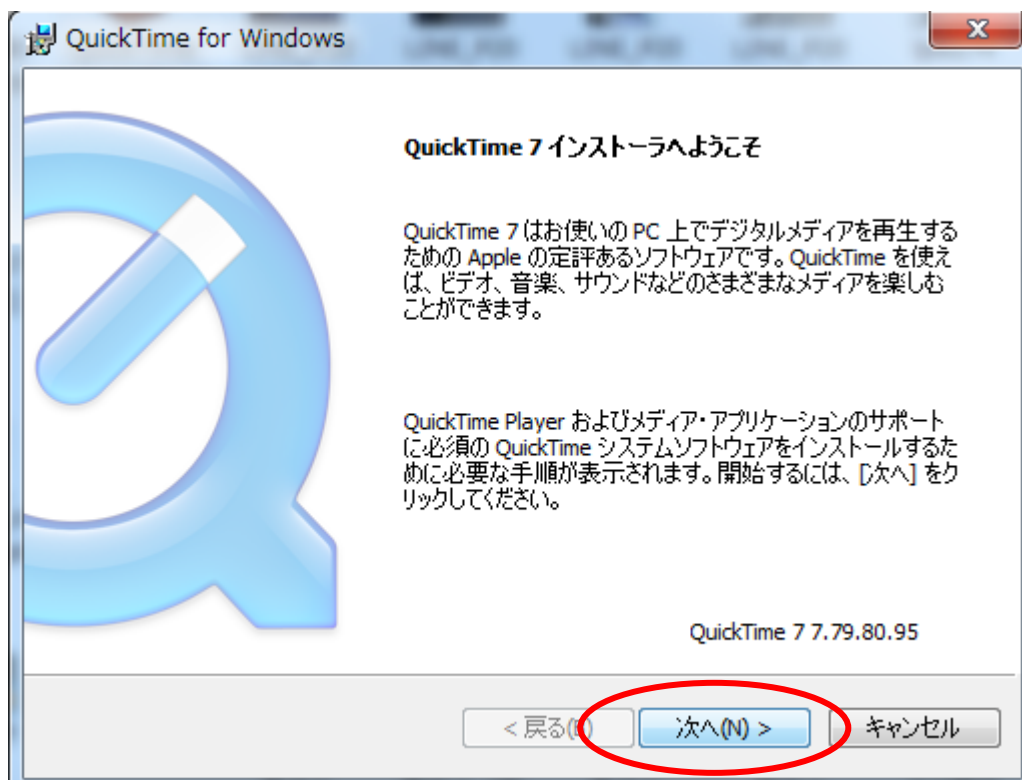 QuickTime for Windows
QuickTime 7 インストーラへようこそ
QuickTime 7 はお使いの PC 上でデジタルメディアを再生する
ための Apple の定評あるソフトウェアです。QuickTime を使え
ば、ビデオ、音楽、サウンドなどのさまざまなメディアを楽しむ
ことができます。
QuickTime Player およびメディア・アプリケーションのサポート
に必須の QuickTime システムソフトウェアをインストールするた
めに必要な手順が表示されます。開始するには、[次へ] をク
リックしてください。
QuickTime 7 7.79.80.95
< 戻る(B)
次へ(N) >
キャンセル